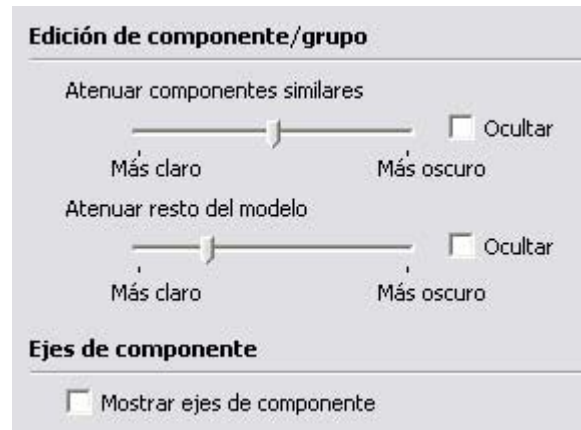 Edición de componente/grupo
Atenuar componentes similares
Ocultar
Más claro Más oscuro
Atenuar resto del modelo
Ocultar
Más claro Más oscuro
Ejes de componente
Mostrar ejes de componente